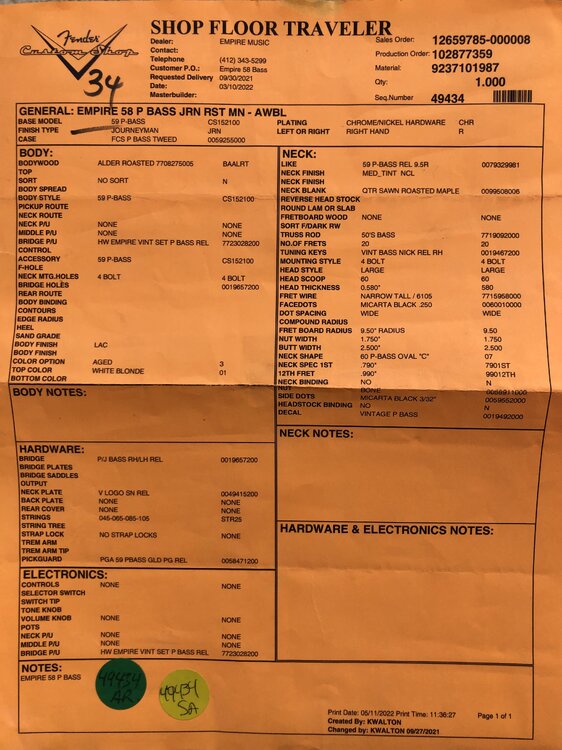 Fender
Custom Shop
34
SHOP FLOOR TRAVELER
Dealer: EMPIRE MUSIC
Contact:
Telephone (412) 343-5299
Customer P.O.: Empire 58 Bass
Requested Delivery 09/30/2021
Date: 03/10/2022
Masterbuilder:
Sales Order: 12659785-000008
Production Order: 102877359
Material: 9237101987
Qty: 1.000
Seq.Number 49434
GENERAL: EMPIRE 58 P BASS JRN RST MN - AWBL
BASE MODEL 59 P-BASS CS152100 PLATING CHROME/NICKEL HARDWARE CHR
FINISH TYPE JOURNEYMAN JRN LEFT OR RIGHT RIGHT HAND R
CASE FCS P BASS TWEED 0059255000
BODY:
BODYWOOD ALDER ROASTED 7708275005 BAALRT
TOP
SORT NO SORT N
BODY SPREAD
BODY STYLE 59 P-BASS CS152100
PICKUP ROUTE
NECK ROUTE
NECK P/U NONE NONE
MIDDLE P/U NONE NONE
BRIDGE P/U HW EMPIRE VINT SET P BASS REL 7723028200
CONTROL
ACCESSORY 59 P-BASS CS152100
F-HOLE
NECK MTG.HOLES 4 BOLT 4 BOLT
BRIDGE HOLES 0019657200
REAR ROUTE
BODY BINDING
CONTOURS
EDGE RADIUS
HEEL
SAND GRADE
BODY FINISH LAC
BODY FINISH
COLOR OPTION AGED 3
TOP COLOR WHITE BLONDE 01
BOTTOM COLOR
BODY NOTES:
HARDWARE:
BRIDGE P/J BASS RH/LH REL 0019657200
BRIDGE PLATES
BRIDGE SADDLES
OUTPUT
NECK PLATE V LOGO SN REL 0049415200
BACK PLATE NONE NONE
REAR COVER NONE NONE
STRINGS 045-065-085-105 STR25
STRING TREE
STRAP LOCK NO STRAP LOCKS NONE
TREM ARM
TREM ARM TIP
PICKGUARD PGA 59 PBASS GLD PG REL 0058471200
ELECTRONICS:
CONTROLS NONE NONE
SELECTOR SWITCH
SWITCH TIP
TONE KNOB
VOLUME KNOB NONE NONE
POTS
NECK P/U NONE NONE
MIDDLE P/U NONE NONE
BRIDGE P/U HW EMPIRE VINT SET P BASS REL 7723028200
NECK:
LIKE 59 P-BASS REL 9.5R 0079329981
NECK FINISH MED_TINT NCL
NECK FINISH
NECK BLANK QTR SAWN ROASTED MAPLE 0099508006
REVERSE HEAD STOCK
ROUND LAM OR SLAB
FRETBOARD WOOD NONE NONE
SORT F/DARK RW
TRUSS ROD 50'S BASS 7719092000
NO.OF FRETS 20 20
TUNING KEYS VINT BASS NICK REL RH 0019467200
MOUNTING STYLE 4 BOLT 4 BOLT
HEAD STYLE LARGE LARGE
HEAD SCOOP 60 60
HEAD THICKNESS 0.580" 580
FRET WIRE NARROW TALL / 6105 7715958000
FACEDOTS MICARTA BLACK .250 0060010000
DOT SPACING WIDE WIDE
COMPOUND RADIUS
FRET BOARD RADIUS 9.50" RADIUS 9.50
NUT WIDTH 1.750" 1.750
BUTT WIDTH 2.500" 2.500
NECK SHAPE 60 P-BASS OVAL "C" 07
NECK SPEC 1ST .790" 7901ST
12TH FRET .990" 99012TH
NECK BINDING NO N
NUT BONE 0055911000
SIDE DOTS MICARTA BLACK 3/32" 0059552000
HEADSTOCK BINDING NO N
DECAL VINTAGE P BASS 0019492000
NECK NOTES:
HARDWARE & ELECTRONICS NOTES:
NOTES:
EMPIRE 58 P BASS
49434
AR
49434
SA
Print Date: 05/11/2022 Print Time: 11:36:27 Page 1 of 1
Created By: KWALTON
Changed By: KWALTON 09/27/2021